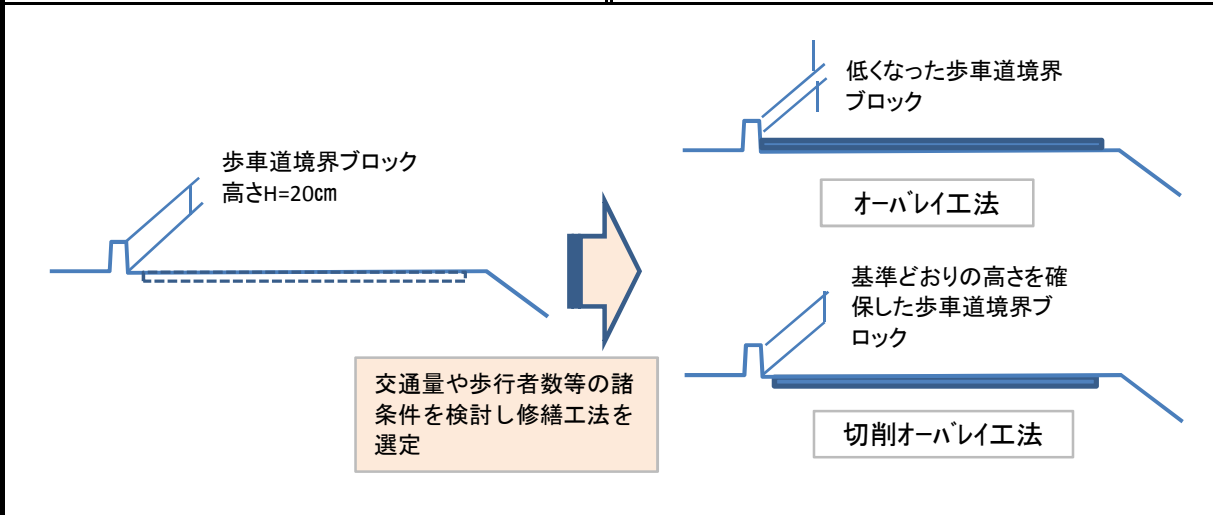 歩車道境界ブロック
高さH=20㎝
交通量や歩行者数等の諸
条件を検討し修繕工法を
選定
低くなった歩車道境界
ブロック
オーバレイ工法
基準どおりの高さを確
保した歩車道境界ブ
ロック
切削オーバレイ工法